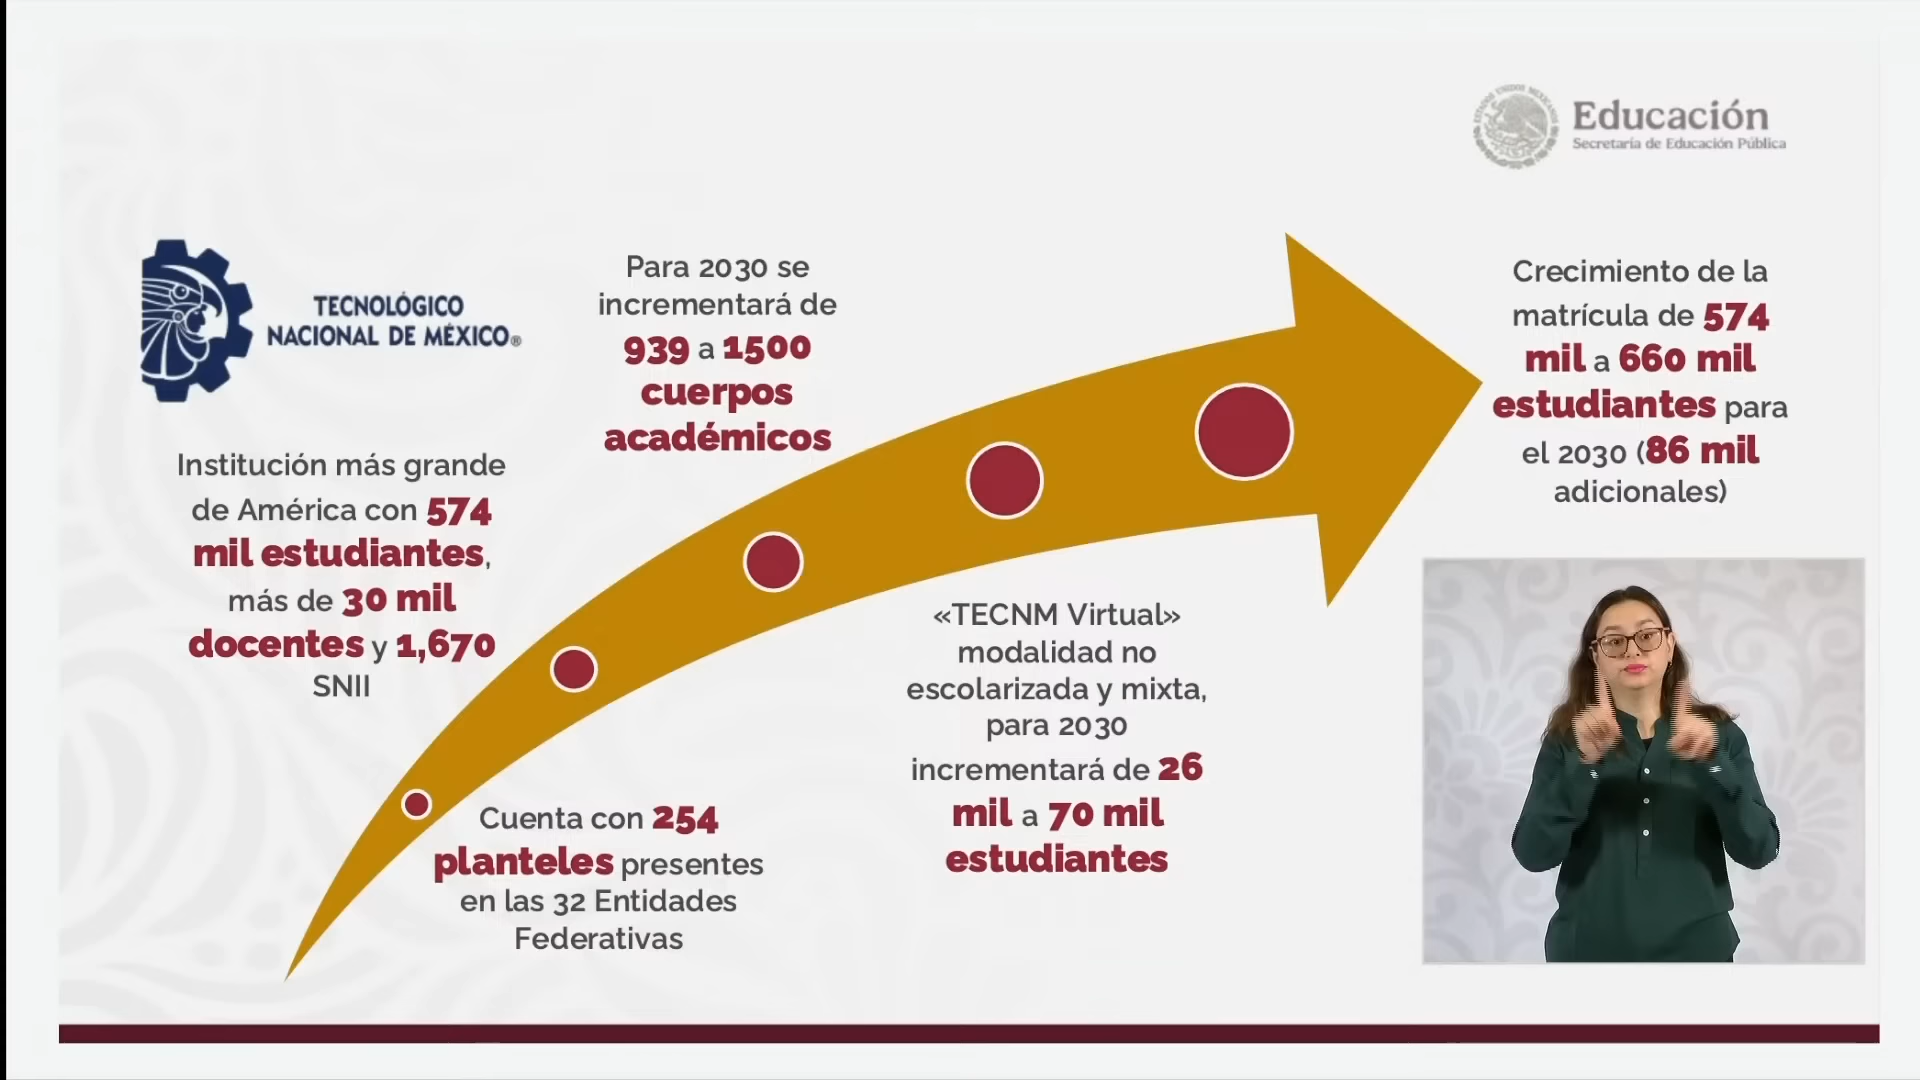 Educación
Secretaría de Educación Pública
TECNOLÓGICO
NACIONAL DE MÉXICO®
Institución más grande
de América con 574
mil estudiantes,
más de 30 mil
docentes y 1,670
SNII
Cuenta con 254
planteles presentes
en las 32 Entidades
Federativas
Para 2030 se
incrementará de
939 a 1500
cuerpos
académicos
«TECNM Virtual»
modalidad no
escolarizada y mixta,
para 2030
incrementará de 26
mil a 70 mil
estudiantes
Crecimiento de la
matrícula de 574
mil a 660 mil
estudiantes para
el 2030 (86 mil
adicionales)